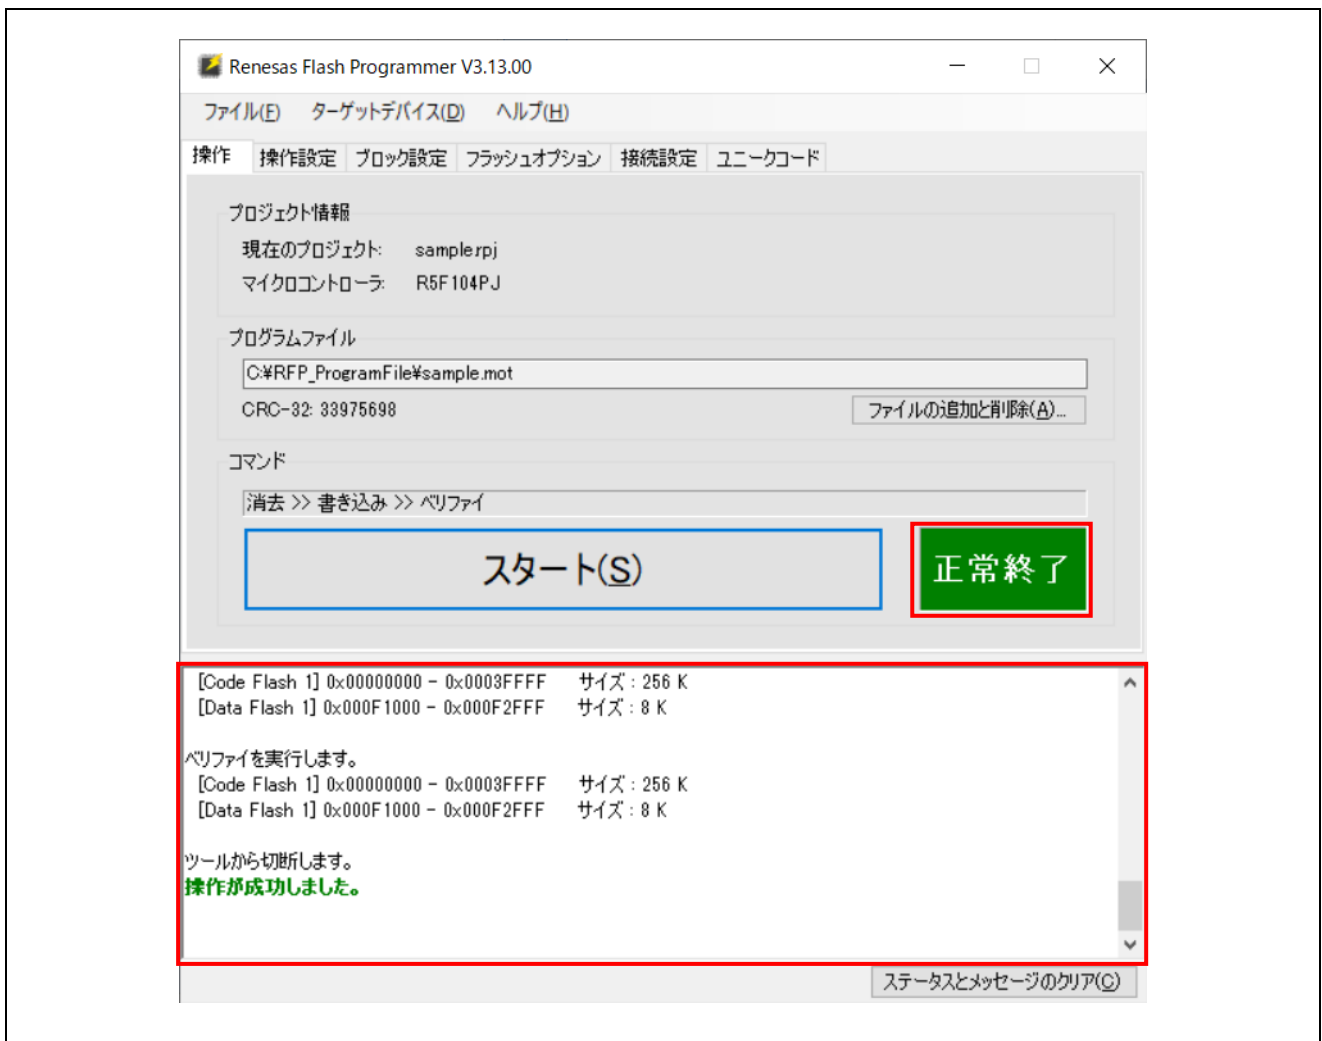 Renesas Flash Programmer V3.13.00
ファイル(F) ターゲットデバイス(D) ヘルプ(H)
操作 操作設定 ブロック設定 フラッシュオプション 接続設定 ユニークコード
プロジェクト情報
現在のプロジェクト: sample.rpj
マイクロコントローラ: R5F104PJ
プログラムファイル
C:¥RFP_ProgramFile¥sample.mot
CRC-32: 33975698 ファイルの追加と削除(A)...
コマンド
消去 >> 書き込み >> ベリファイ
スタート(S) 正常終了
[Code Flash 1] 0x00000000 - 0x0003FFFF サイズ : 256 K
[Data Flash 1] 0x000F1000 - 0x000F2FFF サイズ : 8 K
ベリファイを実行します。
[Code Flash 1] 0x00000000 - 0x0003FFFF サイズ : 256 K
[Data Flash 1] 0x000F1000 - 0x000F2FFF サイズ : 8 K
ツールから切断します。
操作が成功しました。
ステータスとメッセージのクリア(C)